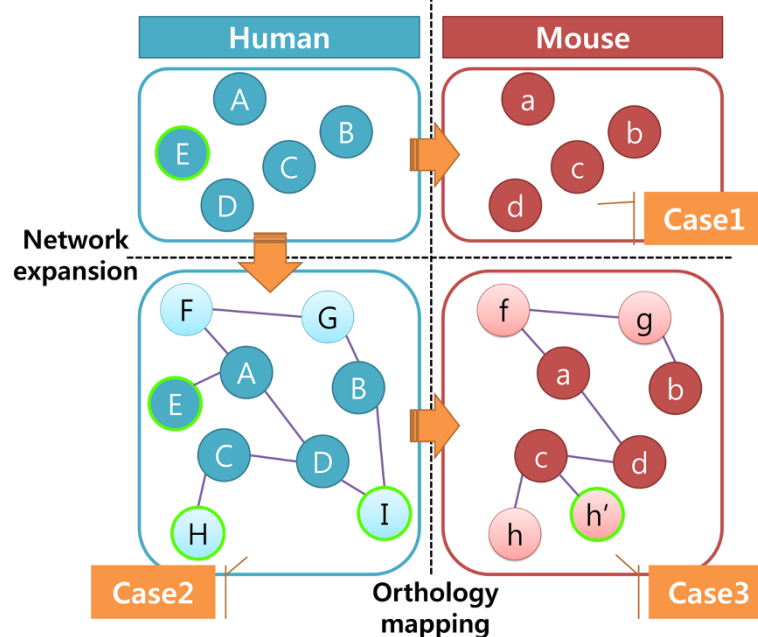 Human
Mouse
A
B
E
C
D
a
b
c
d
Case1
Network
expansion
F
G
A
E
B
C
D
H
I
f
g
a
b
c
d
h
h'
Case2
Orthology
mapping
Case3